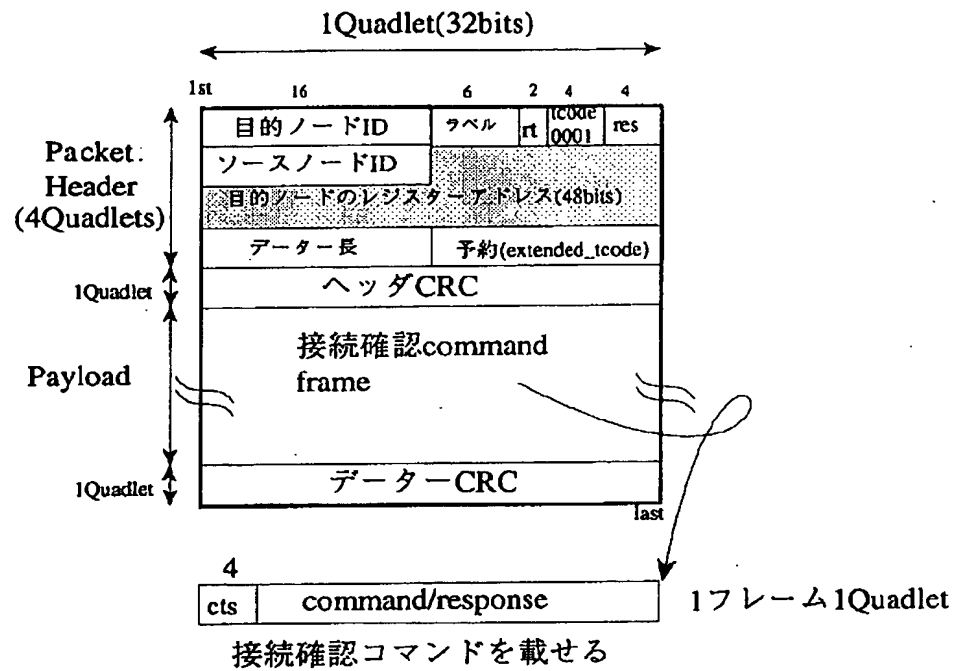 1Quadlet(32bits)
1st 16 6 2 4 4
目的ノードID ラベル rt tcode 0001 res
Packet:
Header
(4Quadlets)
ソースノードID
目的ノードのレジスターアドレス(48bits)
データー長 予約(extended_tcode)
1Quadlet
ヘッダCRC
Payload
接続確認command
frame
1Quadlet
データーCRC
last
4
cts command/response
1フレーム1Quadlet
接続確認コマンドを載せる